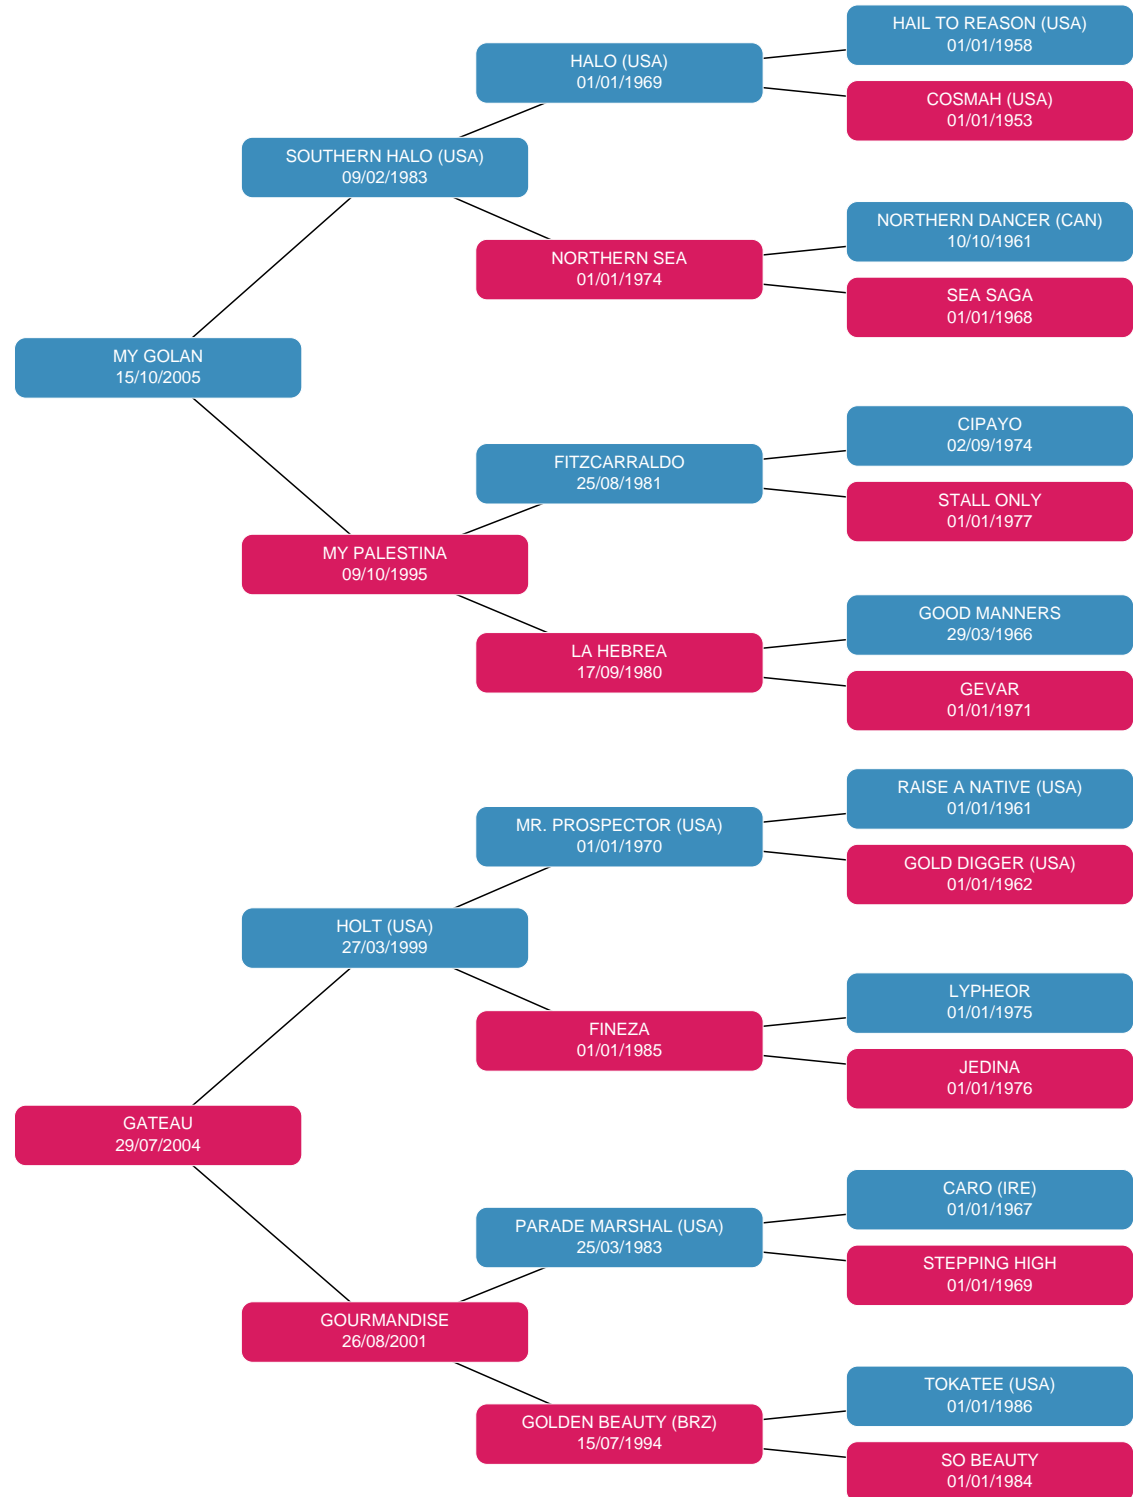 HAIL TO REASON (USA)
01/01/1958
HALO (USA)
01/01/1969
COSMAH (USA)
01/01/1953
SOUTHERN HALO (USA)
09/02/1983
NORTHERN DANCER (CAN)
10/10/1961
NORTHERN SEA
01/01/1974
SEA SAGA
01/01/1968
MY GOLAN
15/10/2005
CIPAYO
02/09/1974
FITZCARRALDO
25/08/1981
STALL ONLY
01/01/1977
MY PALESTINA
09/10/1995
GOOD MANNERS
29/03/1966
LA HEBREA
17/09/1980
GEVAR
01/01/1971
RAISE A NATIVE (USA)
01/01/1961
MR. PROSPECTOR (USA)
01/01/1970
GOLD DIGGER (USA)
01/01/1962
HOLT (USA)
27/03/1999
LYPHEOR
01/01/1975
FINEZA
01/01/1985
JEDINA
01/01/1976
GATEAU
29/07/2004
CARO (IRE)
01/01/1967
PARADE MARSHAL (USA)
25/03/1983
STEPPING HIGH
01/01/1969
GOURMANDISE
26/08/2001
TOKATEE (USA)
01/01/1986
GOLDEN BEAUTY (BRZ)
15/07/1994
SO BEAUTY
01/01/1984